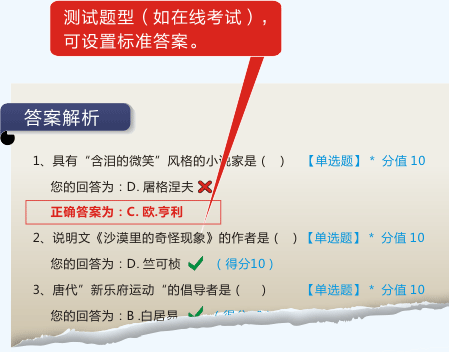 测试题型（如在线考试），
可设置标准答案。
答案解析
1、具有“含泪的微笑”风格的小说家是（ ） 【单选题】* 分值 10
您的回答为：D. 屠格涅夫
正确答案为：C. 欧.亨利
2、说明文《沙漠里的奇怪现象》的作者是（ ） 【单选题】* 分值 10
您的回答为：D. 竺可桢 （得分10）
3、唐代”新乐府运动“的倡导者是（ ） 【单选题】* 分值 10
您的回答为：B .白居易